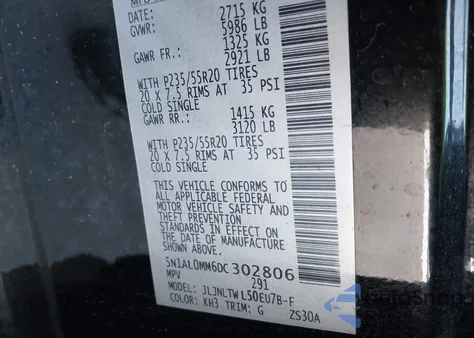 DATE: 2715 KG
GVWR: 5986 LB
1325 KG
GAWR FR.: 2921 LB
WITH P235/55R20 TIRES
20 X 7.5 RIMS AT 35 PSI
COLD SINGLE
1415 KG
GAWR RR.: 3120 LB
WITH P235/55R20 TIRES
20 X 7.5 RIMS AT 35 PSI
COLD SINGLE
THIS VEHICLE CONFORMS TO
ALL APPLICABLE FEDERAL
MOTOR VEHICLE SAFETY AND
THEFT PREVENTION
STANDARDS IN EFFECT ON
THE DATE OF MANUFACTURE
SHOWN ABOVE.
5N1AL0MM6DC302806
MPV 291
MODEL: JLJNLTWL50EU7B-F
COLOR: KH3 TRIM: G ZS30A
AutoSnap